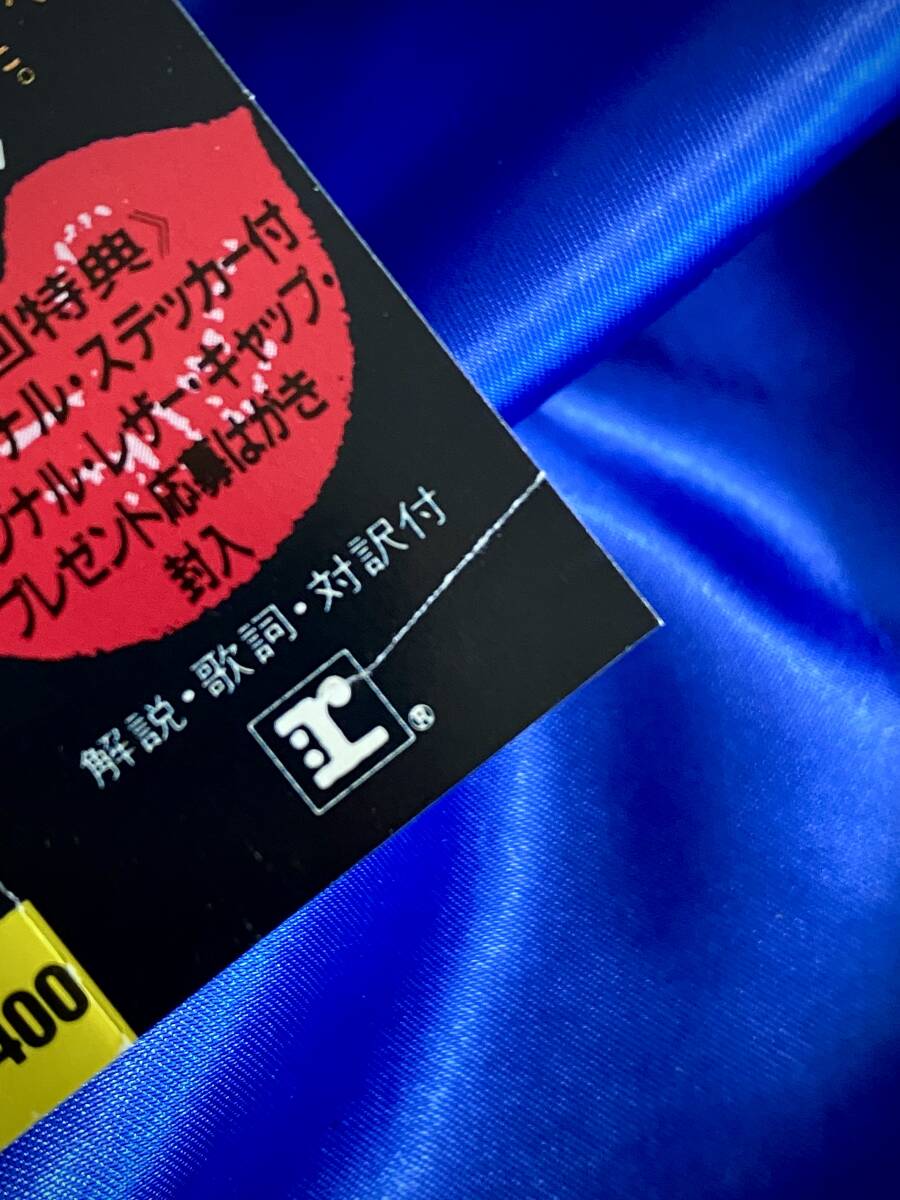 た。
回特典》
ナル・ステッカー付
ジナル・レザー・キャップ・
プレゼント応募はがき
封入
解説・歌詞・対訳付
r:
®
400